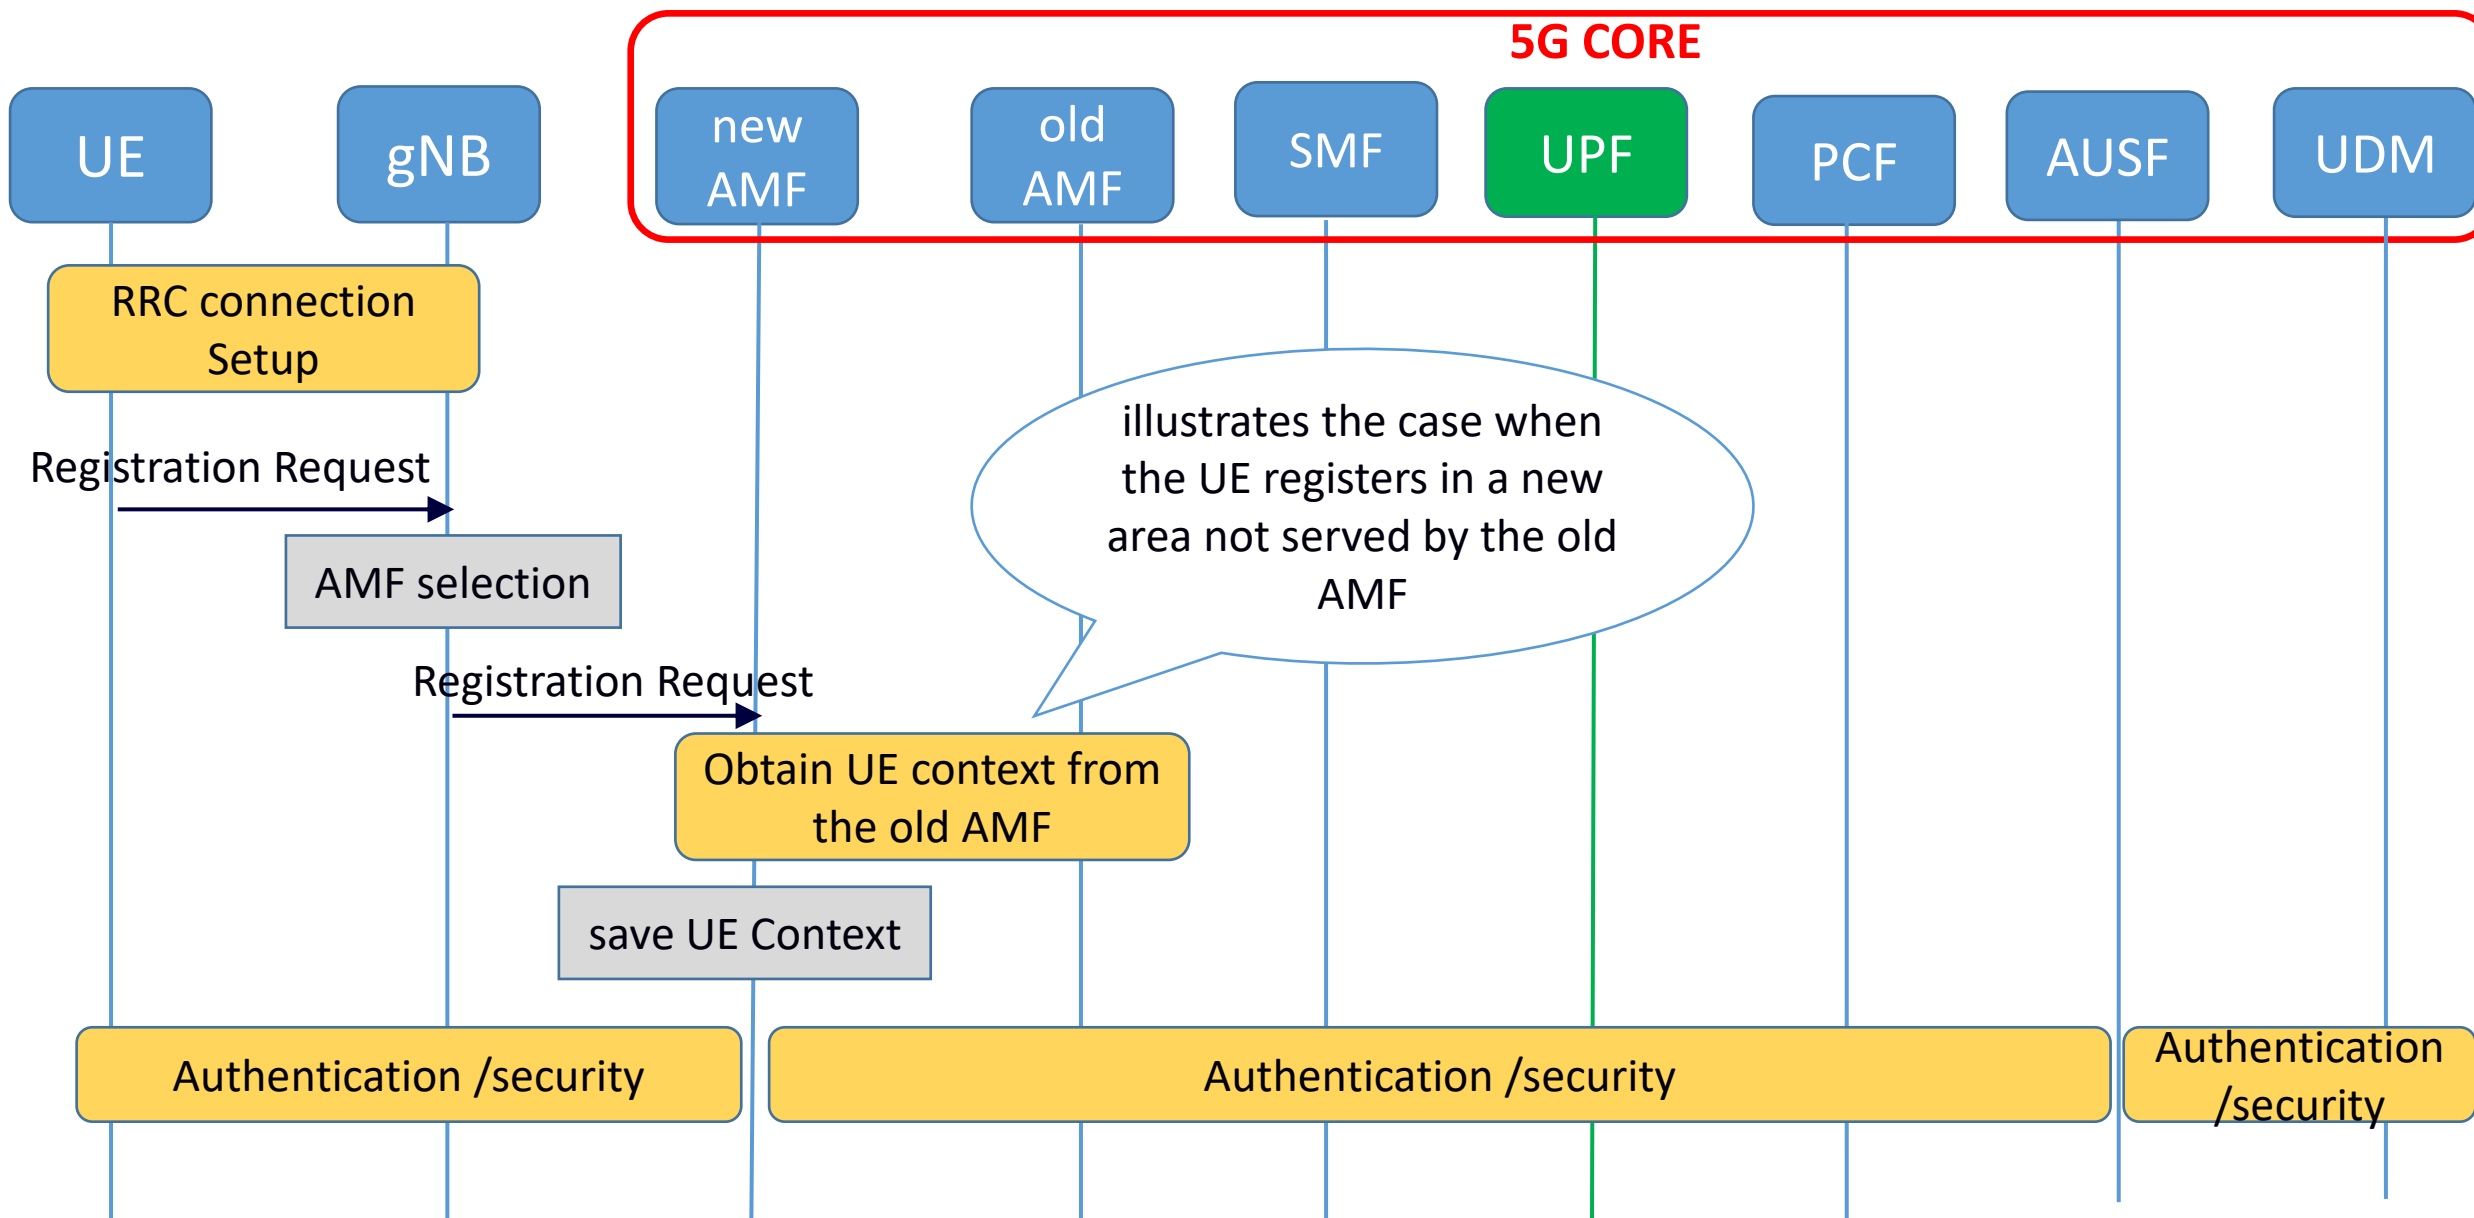 5G CORE
UE
gNB
new
AMF
old
AMF
SMF
UPF
PCF
AUSF
UDM
RRC connection
Setup
illustrates the case when
the UE registers in a new
area not served by the old
AMF
Registration Request
AMF selection
Registration Request
Obtain UE context from
the old AMF
save UE Context
Authentication /security
Authentication /security
Authentication
/security